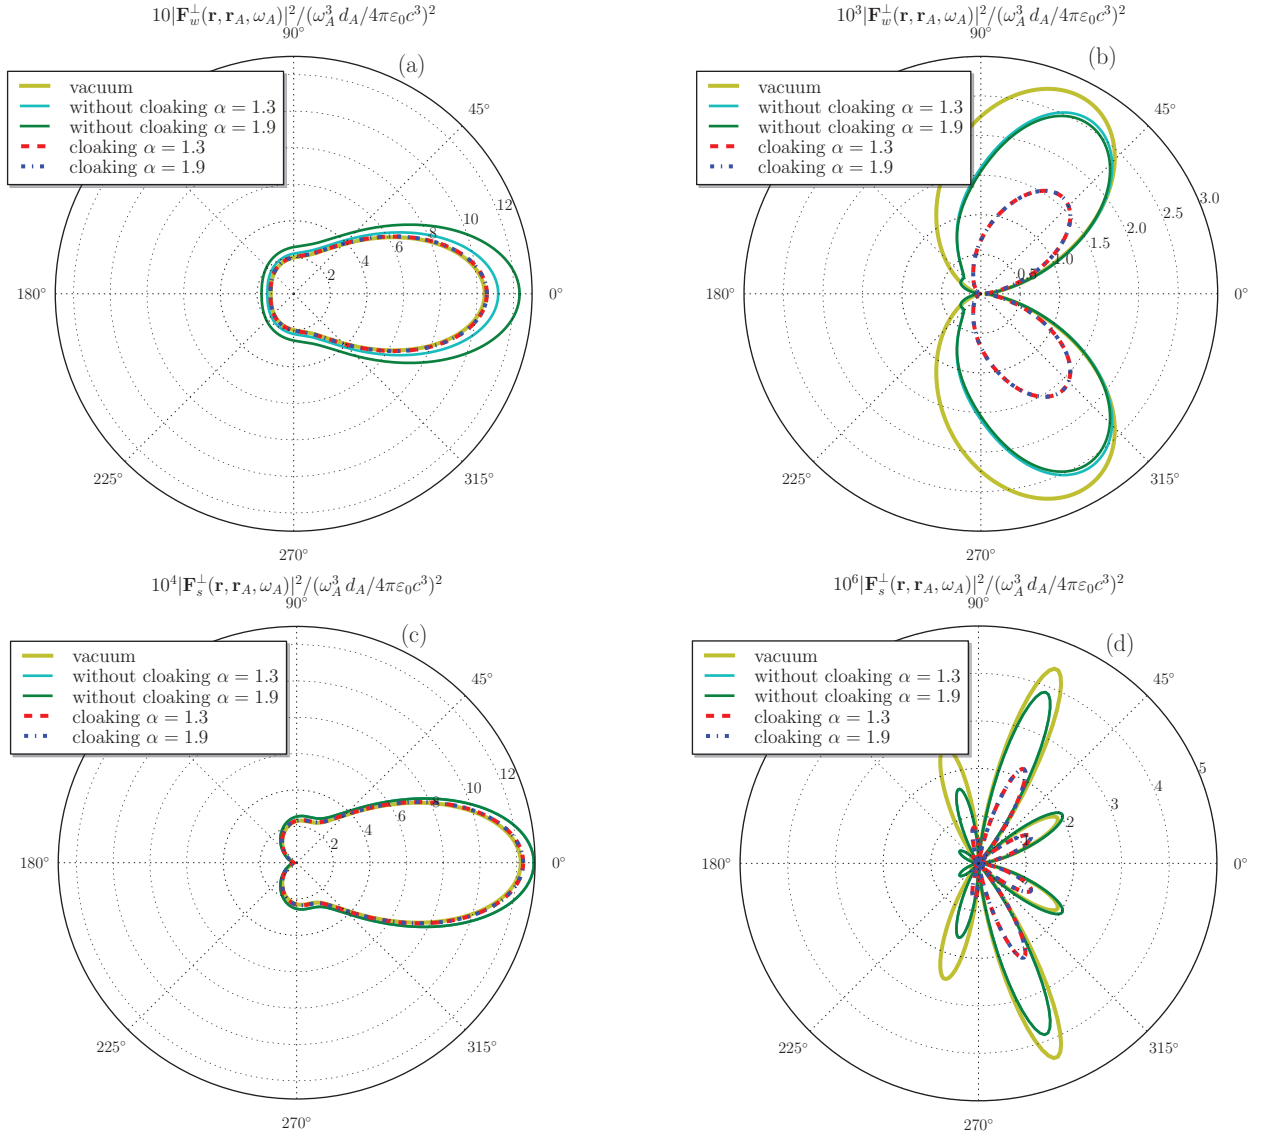 10|F_w^⊥(r, r_A, ω_A)|²/(ω_A³ d_A/4πε₀c³)²
90°
(a)
vacuum
without cloaking α = 1.3
without cloaking α = 1.9
cloaking α = 1.3
cloaking α = 1.9
45°
2
4
6
8
10
12
180°
0°
225°
315°
270°
10³|F_w^⊥(r, r_A, ω_A)|²/(ω_A³ d_A/4πε₀c³)²
90°
(b)
vacuum
without cloaking α = 1.3
without cloaking α = 1.9
cloaking α = 1.3
cloaking α = 1.9
45°
0.5
1.0
1.5
2.0
2.5
3.0
180°
0°
225°
315°
270°
10⁴|F_s^⊥(r, r_A, ω_A)|²/(ω_A³ d_A/4πε₀c³)²
90°
(c)
vacuum
without cloaking α = 1.3
without cloaking α = 1.9
cloaking α = 1.3
cloaking α = 1.9
45°
2
4
6
8
10
12
180°
0°
225°
315°
270°
10⁶|F_s^⊥(r, r_A, ω_A)|²/(ω_A³ d_A/4πε₀c³)²
90°
(d)
vacuum
without cloaking α = 1.3
without cloaking α = 1.9
cloaking α = 1.3
cloaking α = 1.9
45°
1
2
3
4
5
180°
0°
225°
315°
270°